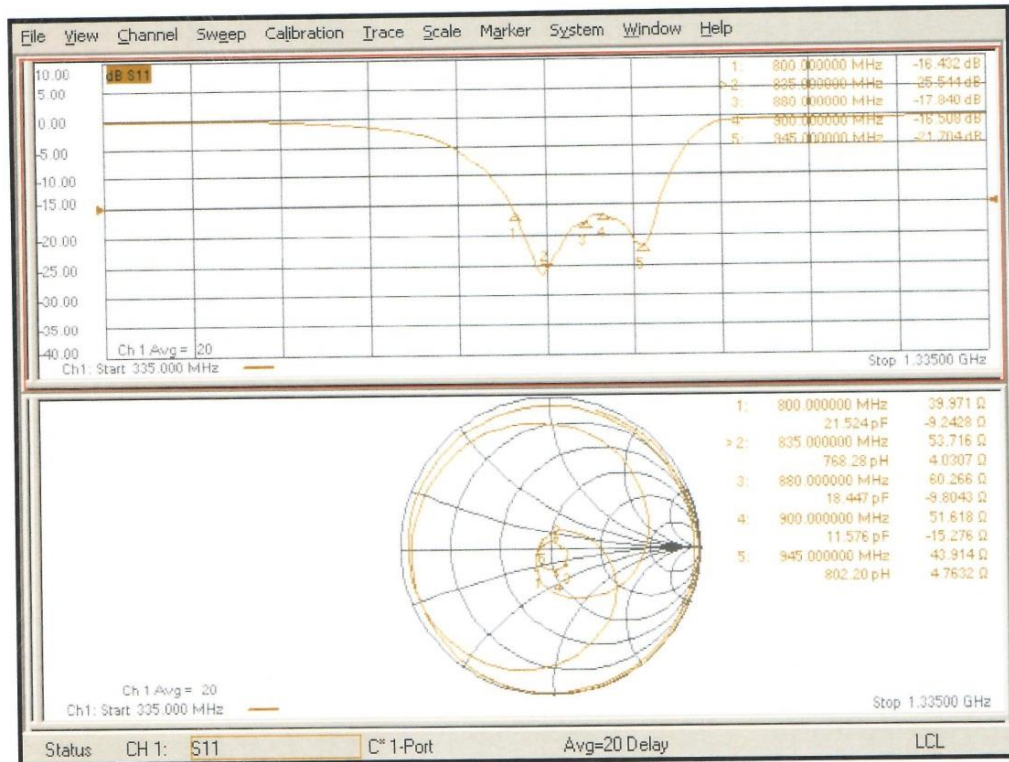 File View Channel Sweep Calibration Trace Scale Marker System Window Help
dB S11
10.00
5.00
0.00
-5.00
-10.00
-15.00
-20.00
-25.00
-30.00
-35.00
-40.00
1: 800.000000 MHz -16.432 dB
>2: 835.000000 MHz -25.544 dB
3: 880.000000 MHz -17.840 dB
4: 900.000000 MHz -16.508 dB
5: 945.000000 MHz -21.704 dB
1
2
3
4
5
Ch 1 Avg = 20
Ch1: Start 335.000 MHz
Stop 1.33500 GHz
1: 800.000000 MHz 39.971 Ω
21.524 pF -9.2428 Ω
>2: 835.000000 MHz 53.716 Ω
768.28 pH 4.0307 Ω
3: 880.000000 MHz 60.266 Ω
18.447 pF -9.8043 Ω
4: 900.000000 MHz 51.618 Ω
11.576 pF -15.276 Ω
5: 945.000000 MHz 43.914 Ω
802.20 pH 4.7632 Ω
Ch 1 Avg = 20
Ch1: Start 335.000 MHz
Stop 1.33500 GHz
Status CH 1: S11 C* 1-Port Avg=20 Delay LCL